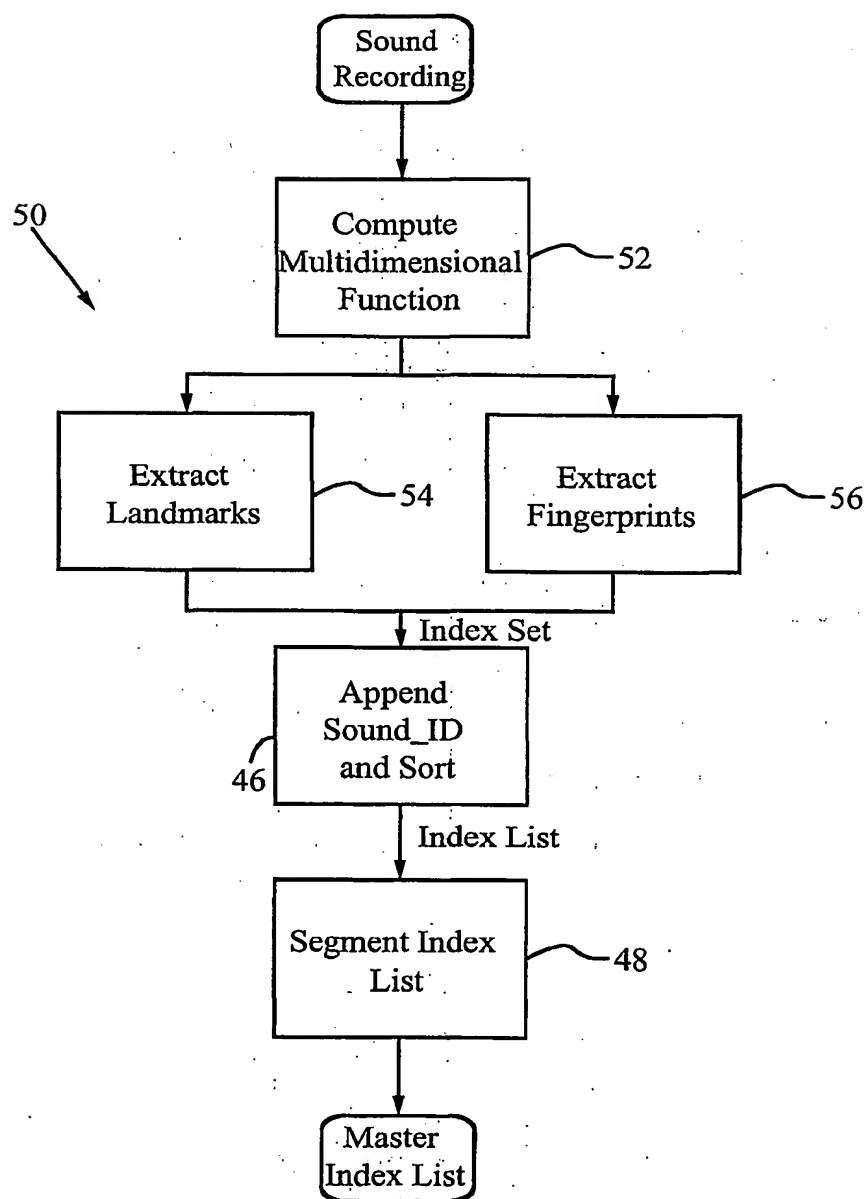 Sound
Recording
50
Compute
Multidimensional
Function
52
Extract
Landmarks
54
Extract
Fingerprints
56
Index Set
Append
Sound_ID
and Sort
46
Index List
Segment Index
List
48
Master
Index List